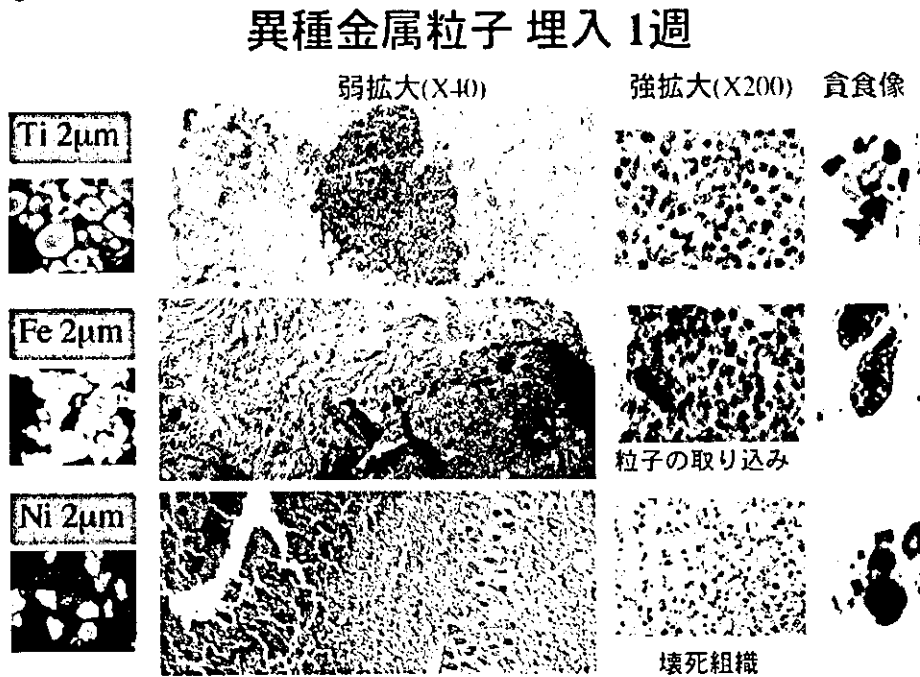 異種金属粒子 埋入 1週
弱拡大(X40)
強拡大(X200)
貪食像
Ti 2μm
Fe 2μm
粒子の取り込み
Ni 2μm
壊死組織